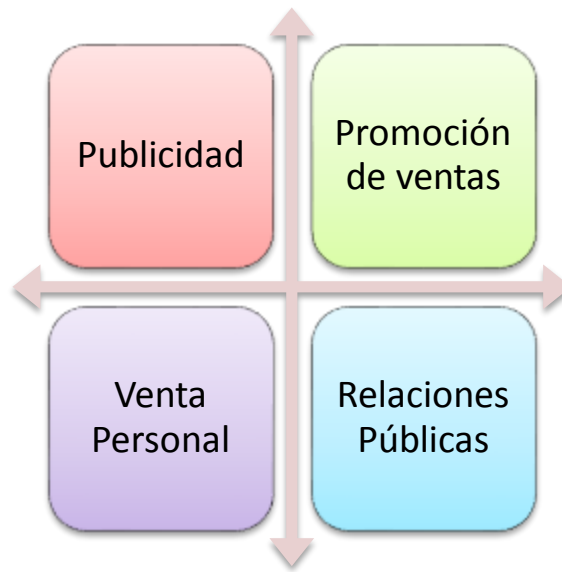 Publicidad
Promoción
de ventas
Venta
Personal
Relaciones
Públicas